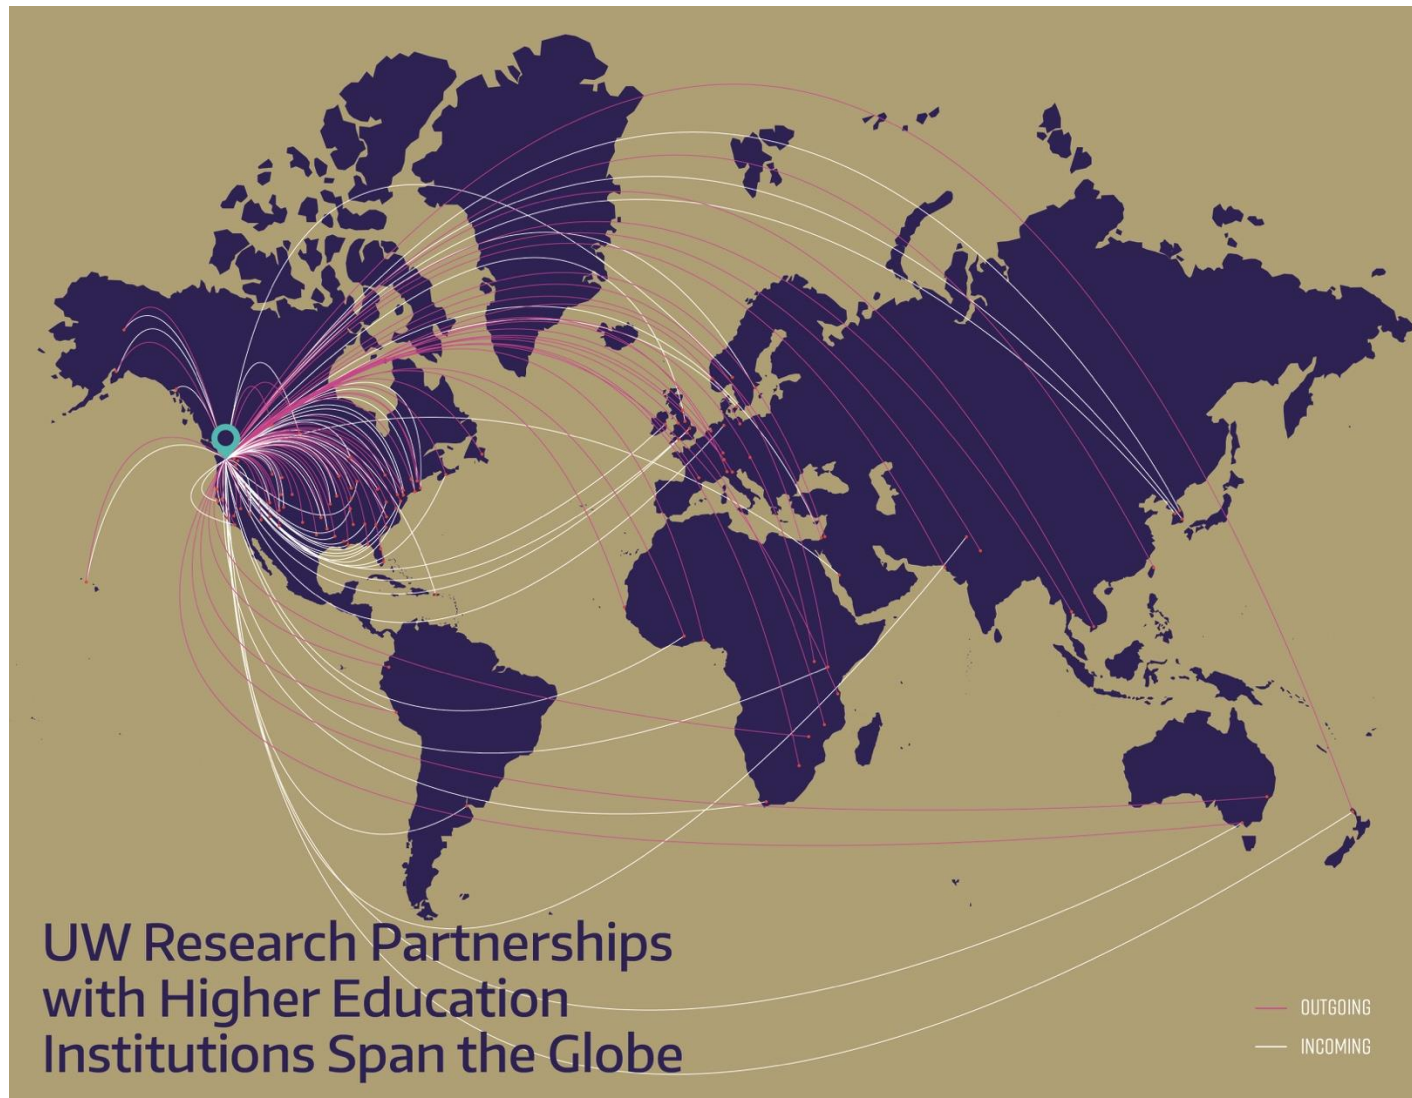 UW Research Partnerships
with Higher Education
Institutions Span the Globe
OUTGOING
INCOMING